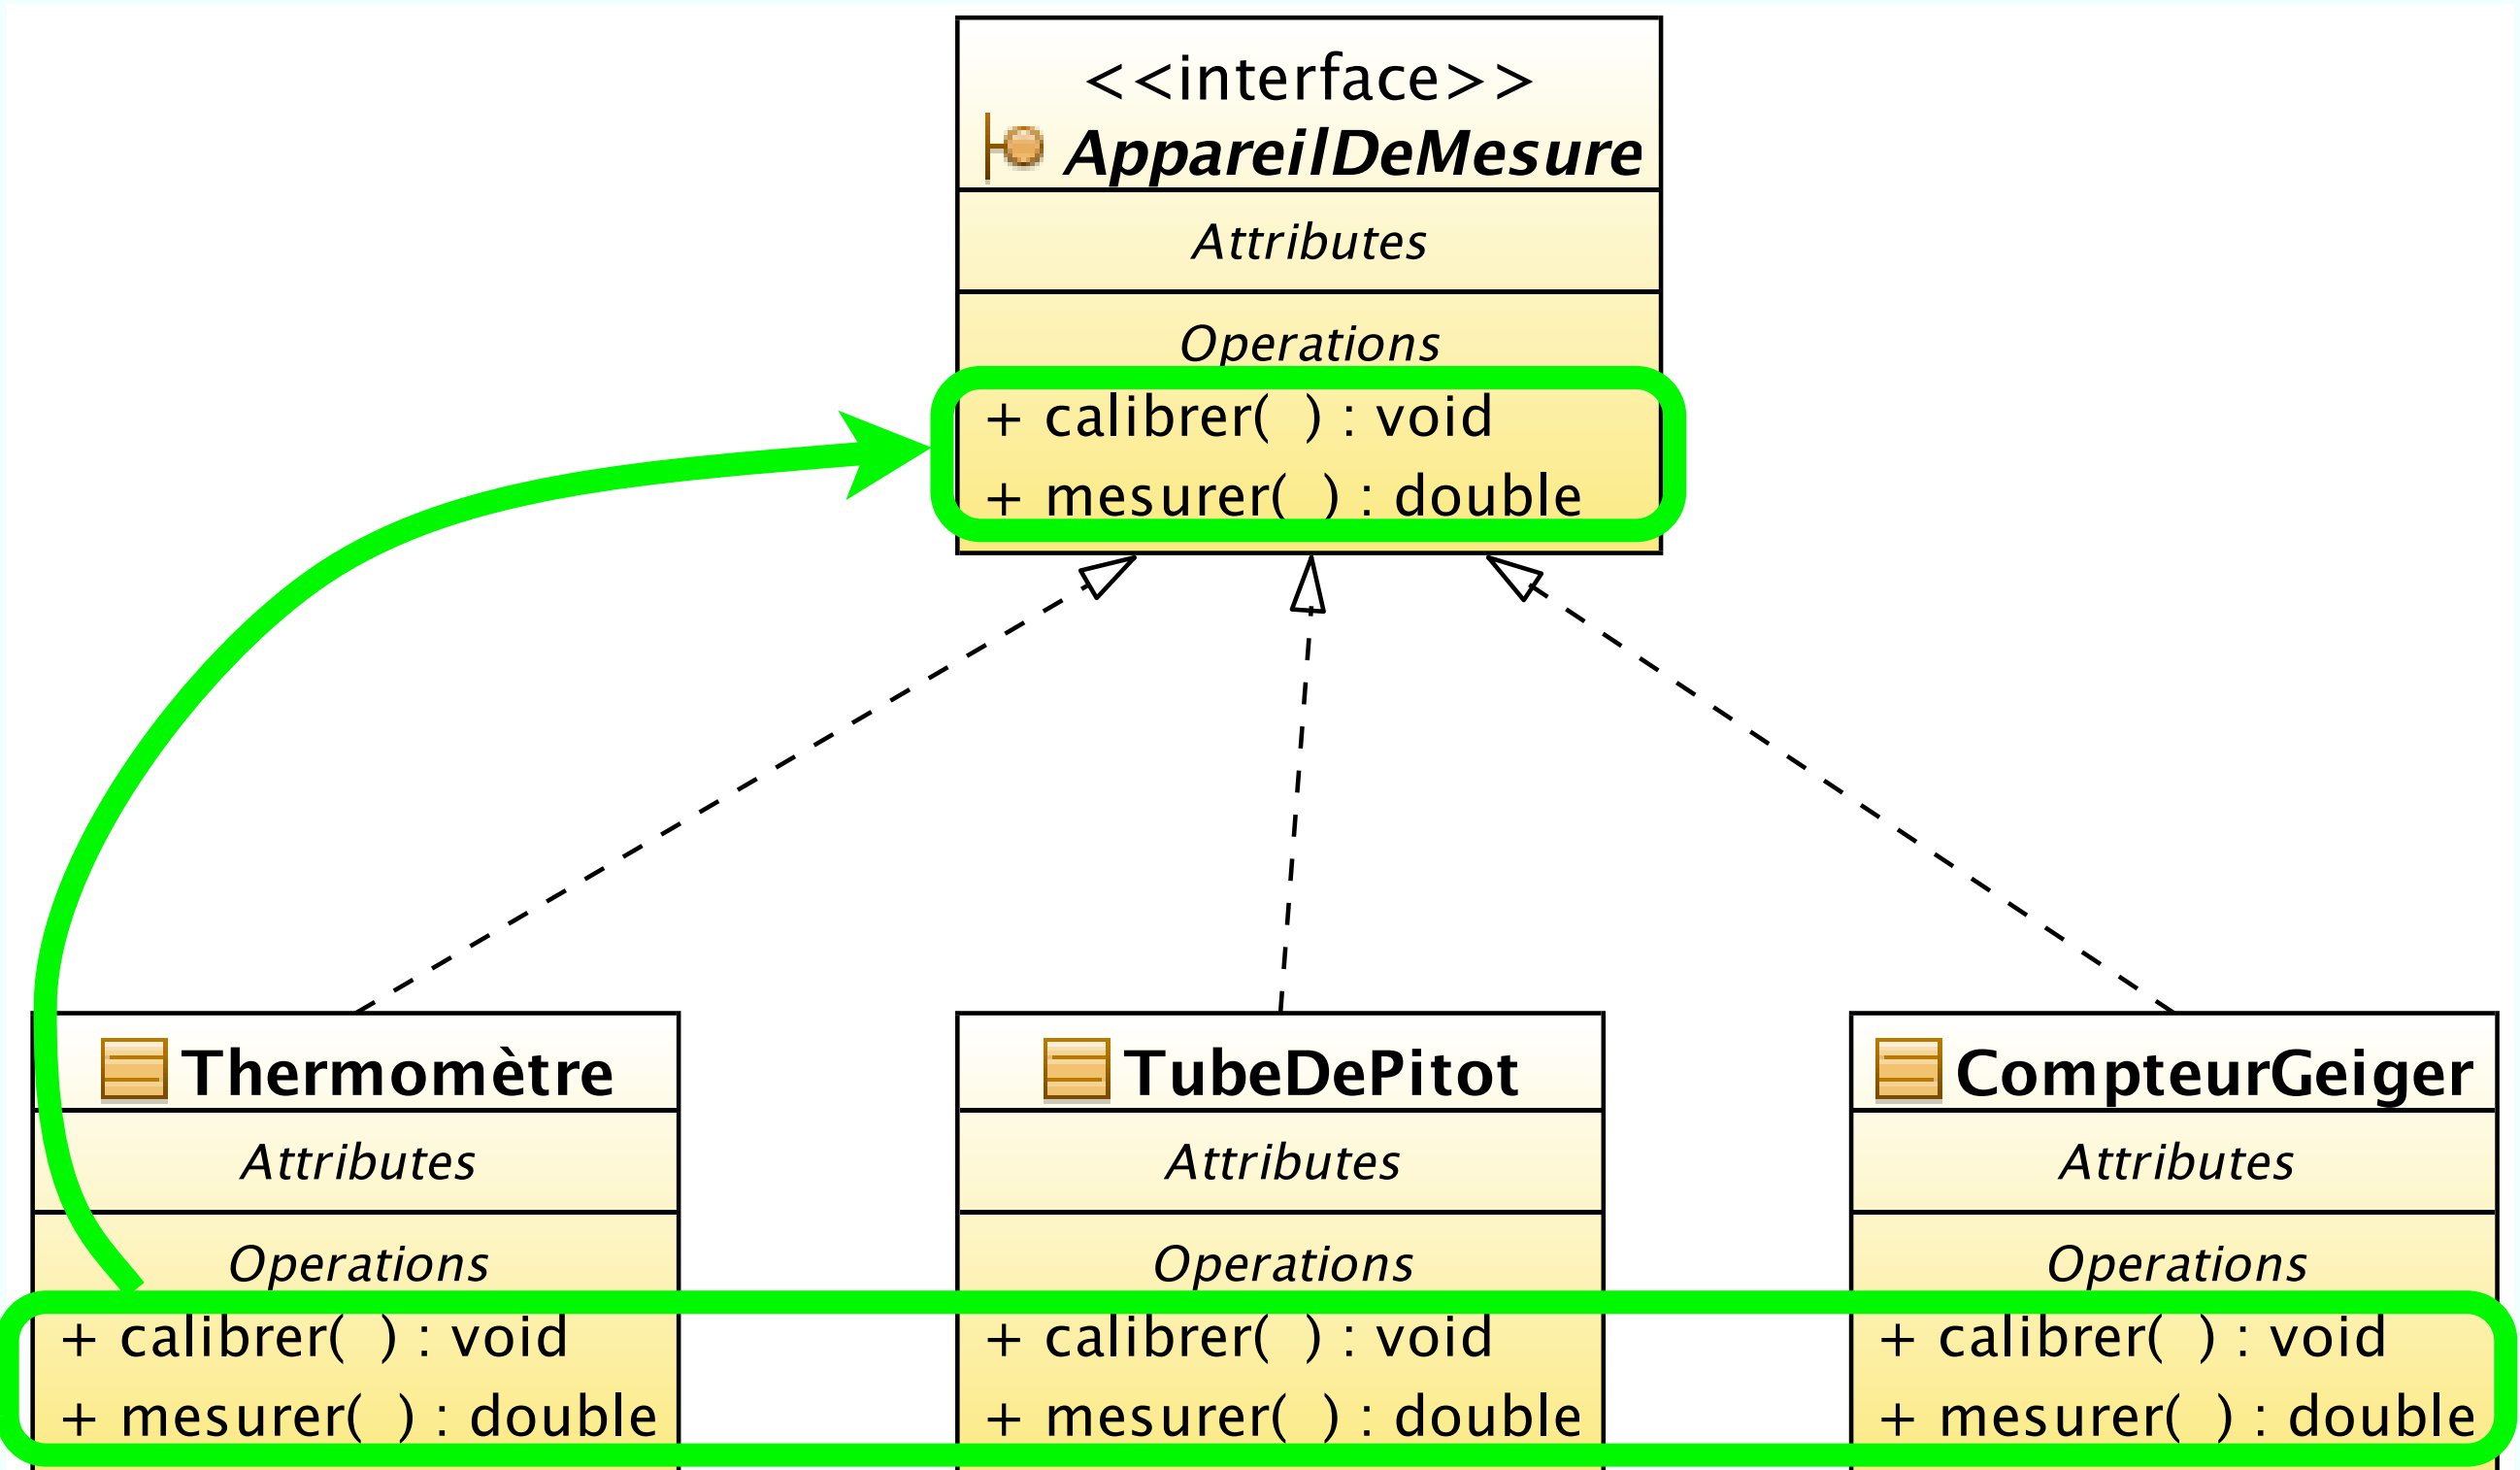 <<interface>>
AppareilDeMesure
Attributes
Operations
+ calibrer( ) : void
+ mesurer( ) : double
Thermomètre
Attributes
Operations
+ calibrer( ) : void
+ mesurer( ) : double
TubeDePitot
Attributes
Operations
+ calibrer( ) : void
+ mesurer( ) : double
CompteurGeiger
Attributes
Operations
+ calibrer( ) : void
+ mesurer( ) : double